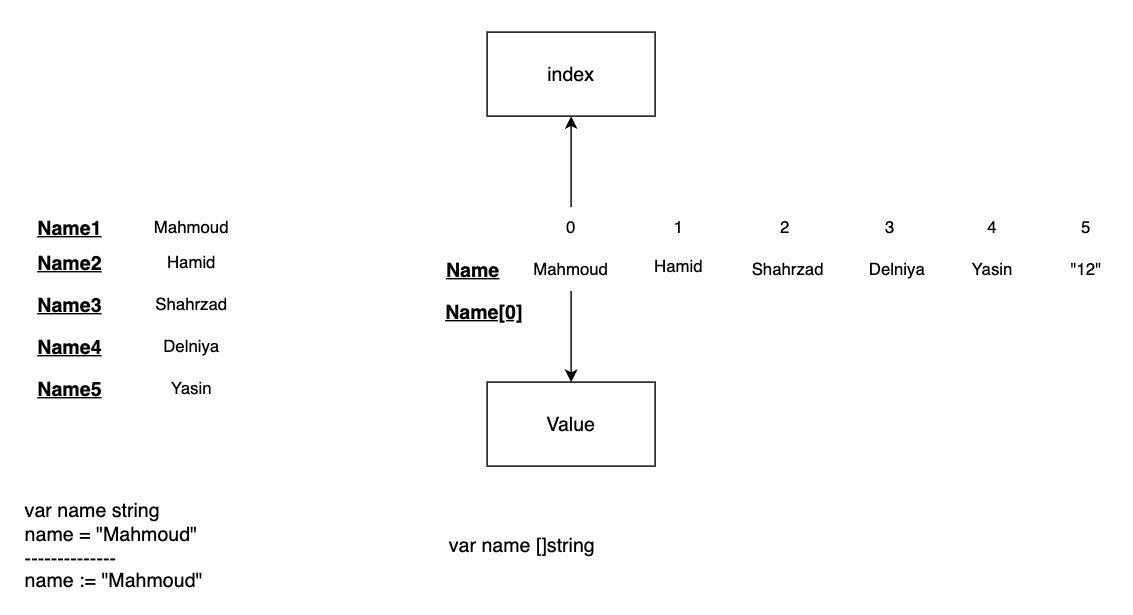 index
Name1 Mahmoud
Name2 Hamid
Name3 Shahrzad
Name4 Delniya
Name5 Yasin
0 1 2 3 4 5
Name Mahmoud Hamid Shahrzad Delniya Yasin "12"
Name[0]
Value
var name string
name = "Mahmoud"
--------------
name := "Mahmoud"
var name []string